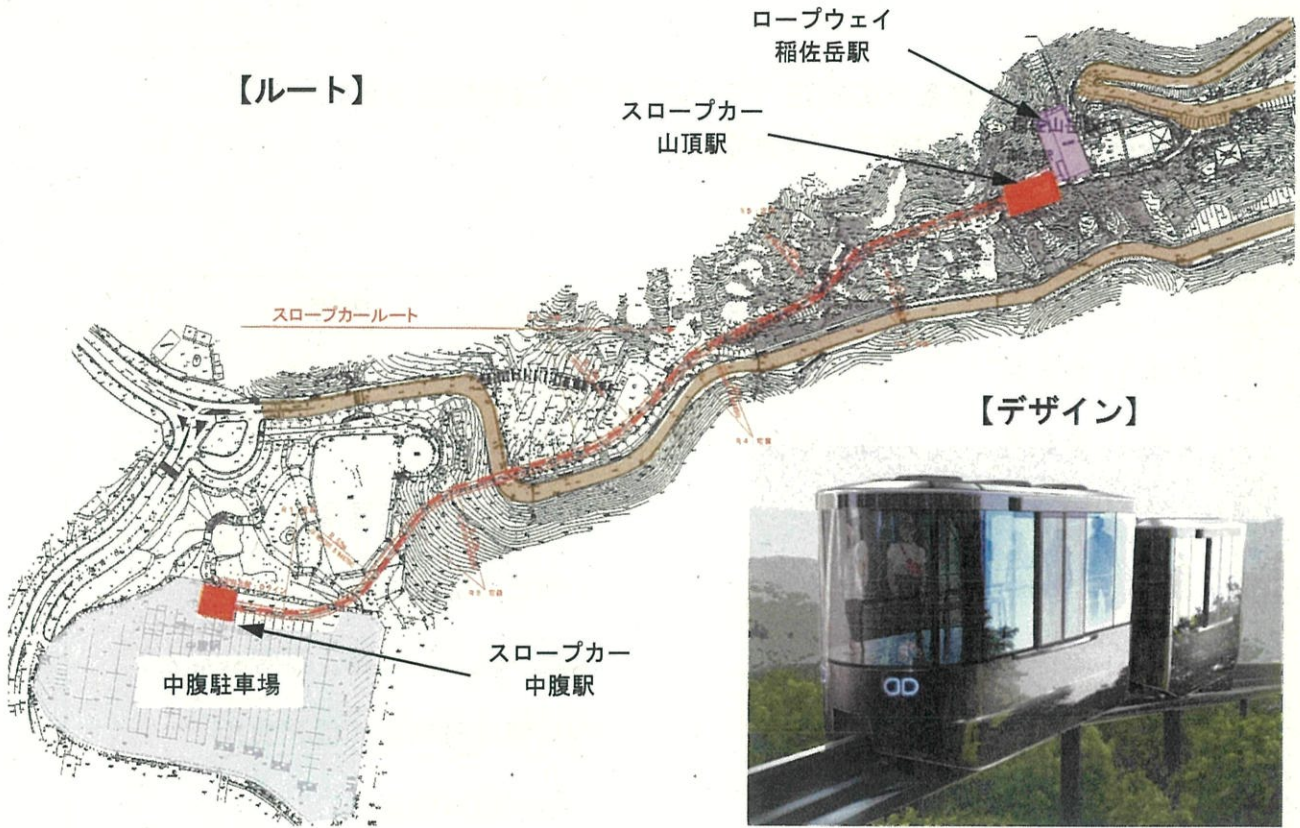 【ルート】
ロープウェイ
稲佐岳駅
スロープカー
山頂駅
スロープカールート
【デザイン】
スロープカー
中腹駅
中腹駐車場